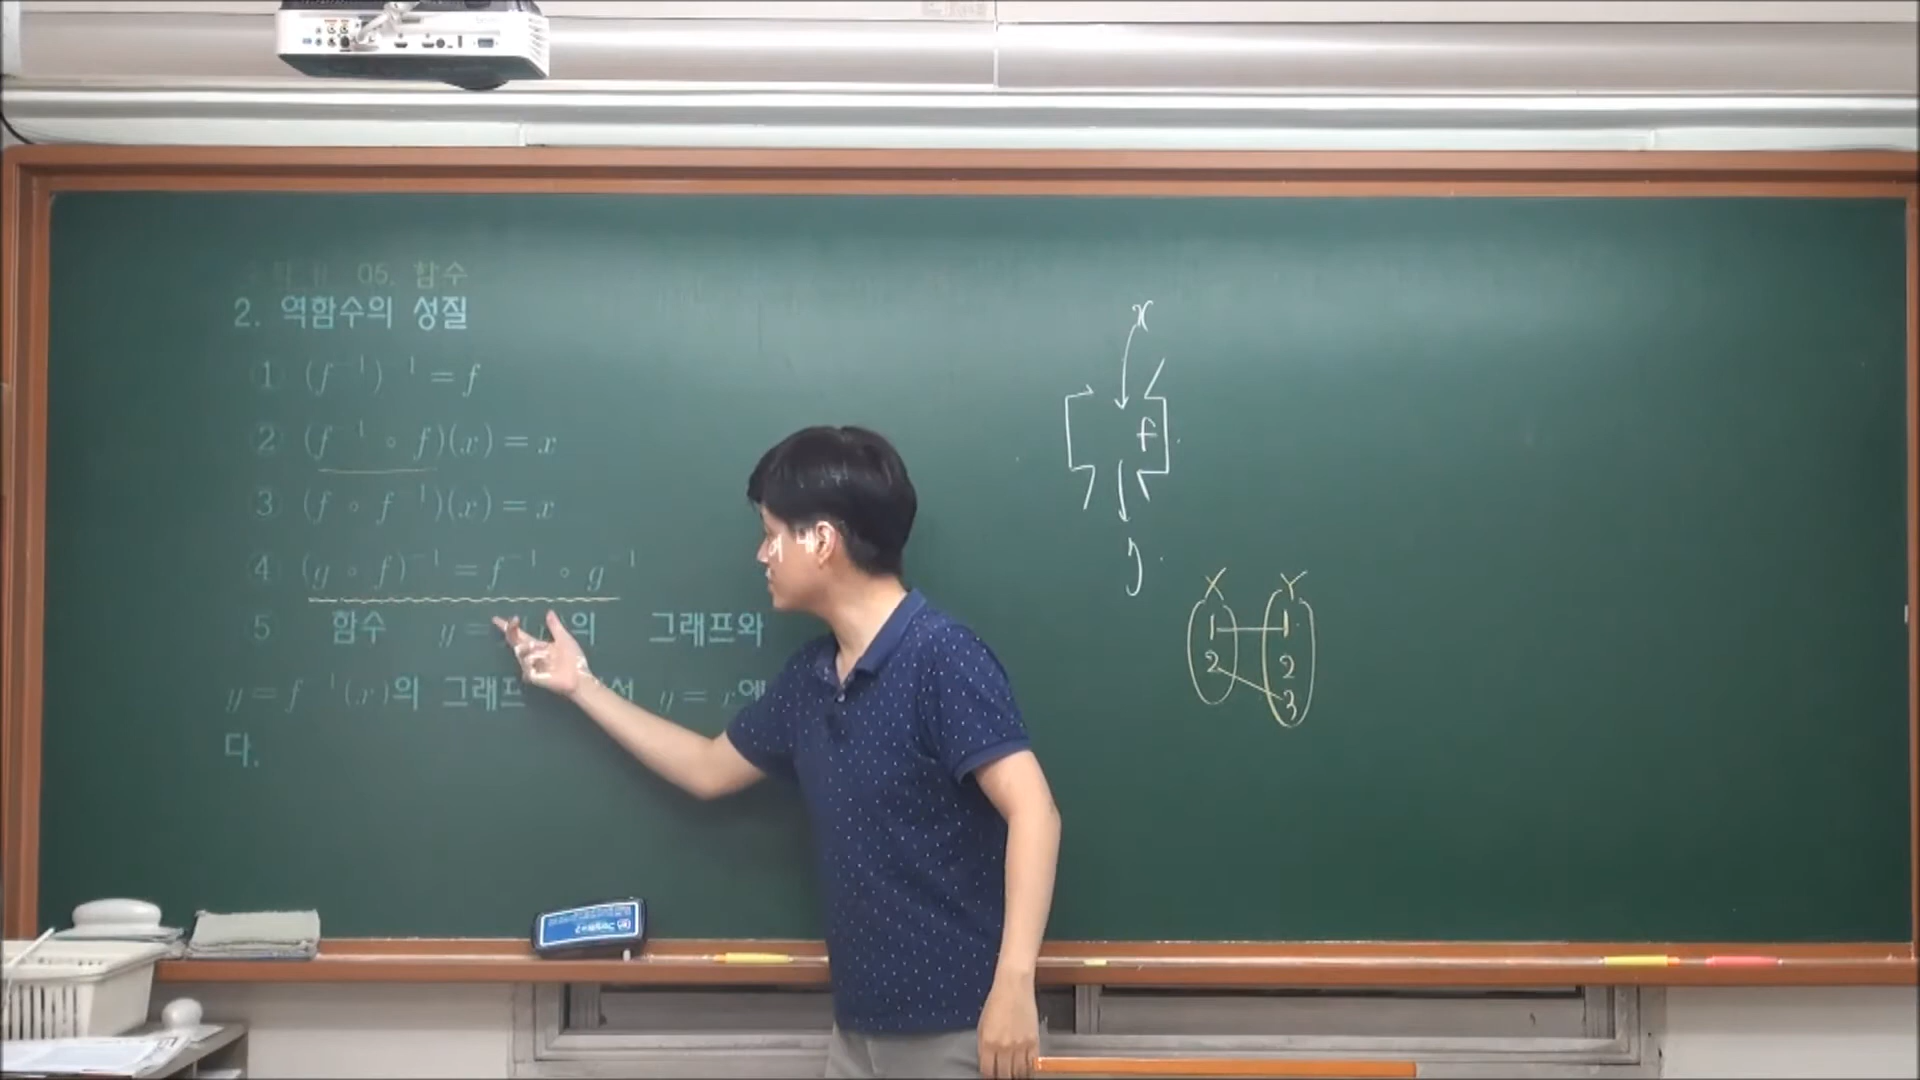 05. 함수
2. 역함수의 성질
① (f⁻¹)⁻¹ = f
② (f⁻¹ ∘ f)(x) = x
③ (f ∘ f⁻¹)(x) = x
④ (g ∘ f)⁻¹ = f⁻¹ ∘ g⁻¹
⑤ 함수 y = 의 그래프와
y = f⁻¹(x)의 그래프 y = x에
다.
x
f
y
X Y
1 1
2 2
3